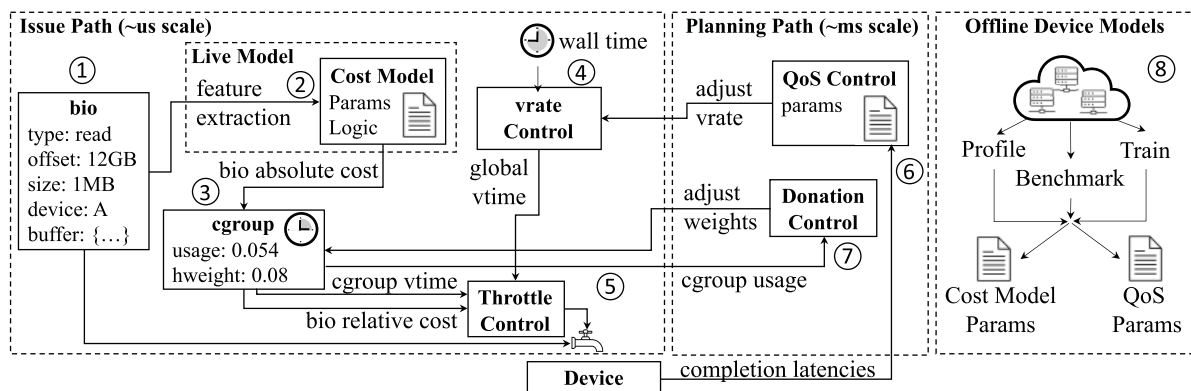 Issue Path (~us scale)
①
bio
type: read
offset: 12GB
size: 1MB
device: A
buffer: {…}
Live Model
feature
extraction
②
Cost Model
Params
Logic
bio absolute cost
③
cgroup
usage: 0.054
hweight: 0.08
wall time
④
vrate
Control
global
vtime
cgroup vtime
bio relative cost
Throttle
Control
⑤
Planning Path (~ms scale)
adjust
vrate
QoS Control
params
⑥
adjust
weights
Donation
Control
⑦
cgroup usage
Device
completion latencies
Offline Device Models
⑧
Profile
Train
Benchmark
Cost Model
Params
QoS
Params